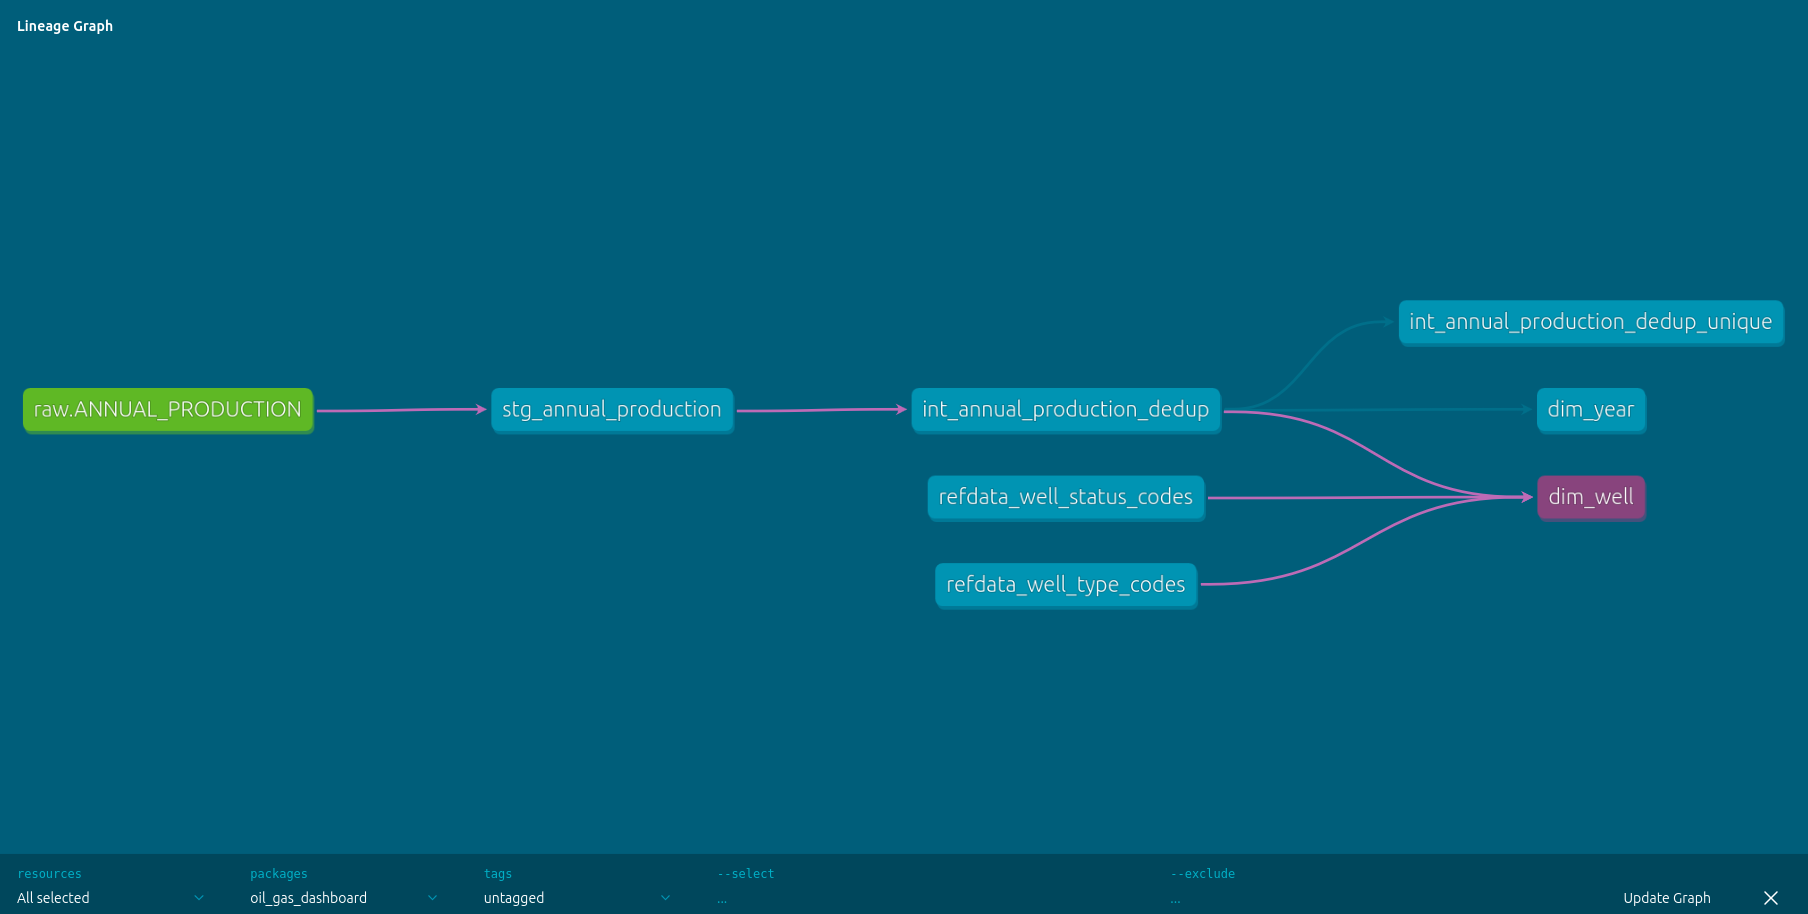 Lineage Graph
int_annual_production_dedup_unique
raw.ANNUAL_PRODUCTION
stg_annual_production
int_annual_production_dedup
dim_year
refdata_well_status_codes
dim_well
refdata_well_type_codes
resources
packages
tags
--select
--exclude
All selected
oil_gas_dashboard
untagged
...
...
Update Graph